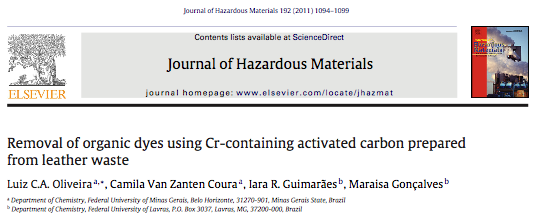 Journal of Hazardous Materials 192 (2011) 1094–1099
Contents lists available at ScienceDirect
Journal of Hazardous Materials
journal homepage: www.elsevier.com/locate/jhazmat
ELSEVIER
Removal of organic dyes using Cr-containing activated carbon prepared
from leather waste
Luiz C.A. Oliveira a,*, Camila Van Zanten Coura a, Iara R. Guimarães b, Maraisa Gonçalves b
a Department of Chemistry, Federal University of Minas Gerais, Belo Horizonte, 31270-901, Minas Gerais State, Brazil
b Department of Chemistry, Federal University of Lavras, P.O. Box 3037, Lavras, MG, 37200-000, Brazil